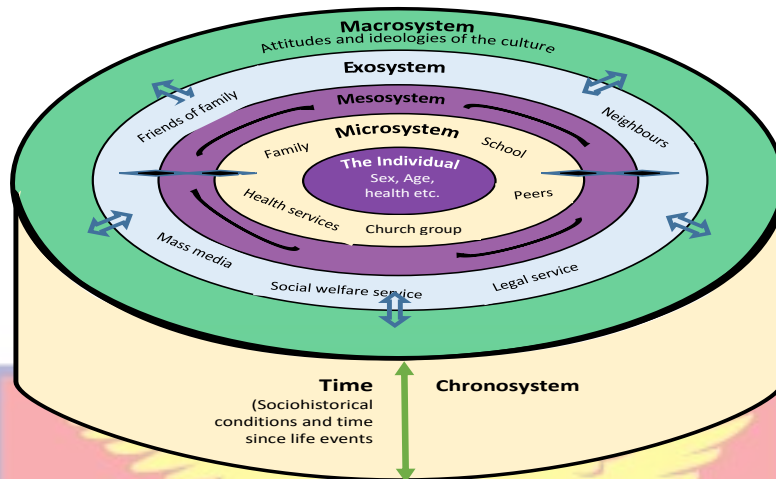 Macrosystem
Attitudes and ideologies of the culture
Exosystem
Friends of family
Neighbours
Mesosystem
Microsystem
Family
School
The Individual
Sex, Age,
health etc.
Health services
Peers
Church group
Mass media
Social welfare service
Legal service
Time
(Sociohistorical
conditions and time
since life events
Chronosystem